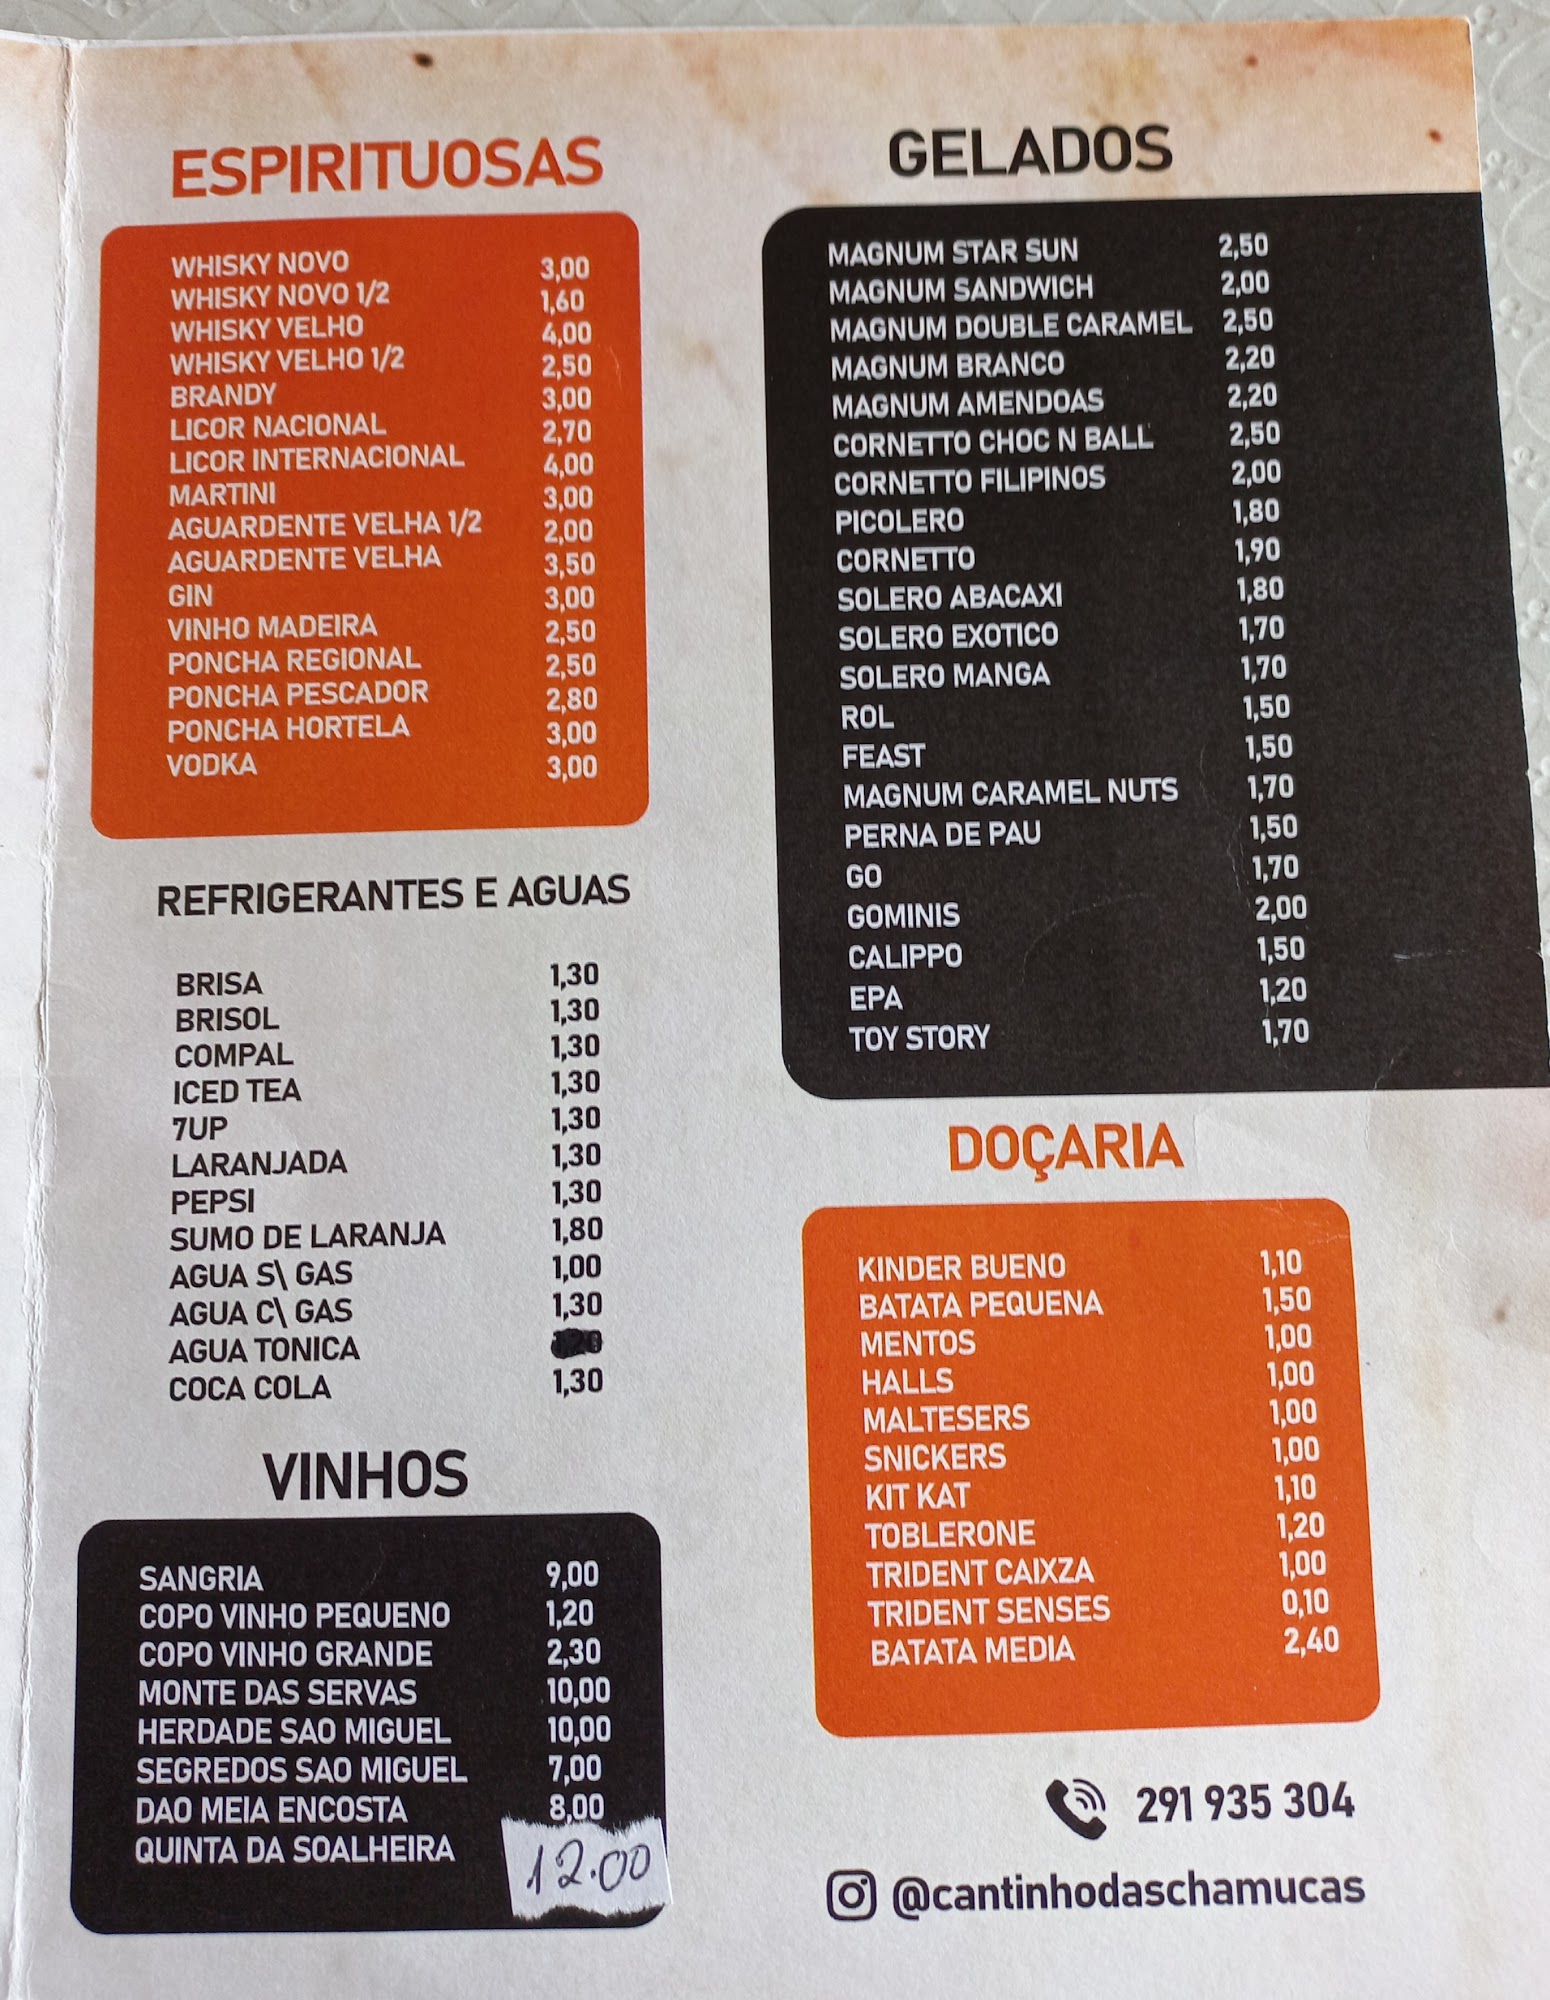 ESPIRITUOSAS
WHISKY NOVO 3,00
WHISKY NOVO 1/2 1,60
WHISKY VELHO 4,00
WHISKY VELHO 1/2 2,50
BRANDY 3,00
LICOR NACIONAL 2,70
LICOR INTERNACIONAL 4,00
MARTINI 3,00
AGUARDENTE VELHA 1/2 2,00
AGUARDENTE VELHA 3,50
GIN 3,00
VINHO MADEIRA 2,50
PONCHA REGIONAL 2,50
PONCHA PESCADOR 2,80
PONCHA HORTELA 3,00
VODKA 3,00
REFRIGERANTES E AGUAS
BRISA 1,30
BRISOL 1,30
COMPAL 1,30
ICED TEA 1,30
7UP 1,30
LARANJADA 1,30
PEPSI 1,30
SUMO DE LARANJA 1,80
AGUA S\ GAS 1,00
AGUA C\ GAS 1,30
AGUA TONICA
COCA COLA 1,30
VINHOS
SANGRIA 9,00
COPO VINHO PEQUENO 1,20
COPO VINHO GRANDE 2,30
MONTE DAS SERVAS 10,00
HERDADE SAO MIGUEL 10,00
SEGREDOS SAO MIGUEL 7,00
DAO MEIA ENCOSTA 8,00
QUINTA DA SOALHEIRA 12.00
GELADOS
MAGNUM STAR SUN 2,50
MAGNUM SANDWICH 2,00
MAGNUM DOUBLE CARAMEL 2,50
MAGNUM BRANCO 2,20
MAGNUM AMENDOAS 2,20
CORNETTO CHOC N BALL 2,50
CORNETTO FILIPINOS 2,00
PICOLERO 1,80
CORNETTO 1,90
SOLERO ABACAXI 1,80
SOLERO EXOTICO 1,70
SOLERO MANGA 1,70
ROL 1,50
FEAST 1,50
MAGNUM CARAMEL NUTS 1,70
PERNA DE PAU 1,50
GO 1,70
GOMINIS 2,00
CALIPPO 1,50
EPA 1,20
TOY STORY 1,70
DOÇARIA
KINDER BUENO 1,10
BATATA PEQUENA 1,50
MENTOS 1,00
HALLS 1,00
MALTESERS 1,00
SNICKERS 1,00
KIT KAT 1,10
TOBLERONE 1,20
TRIDENT CAIXZA 1,00
TRIDENT SENSES 0,10
BATATA MEDIA 2,40
291 935 304
@cantinhodaschamucas